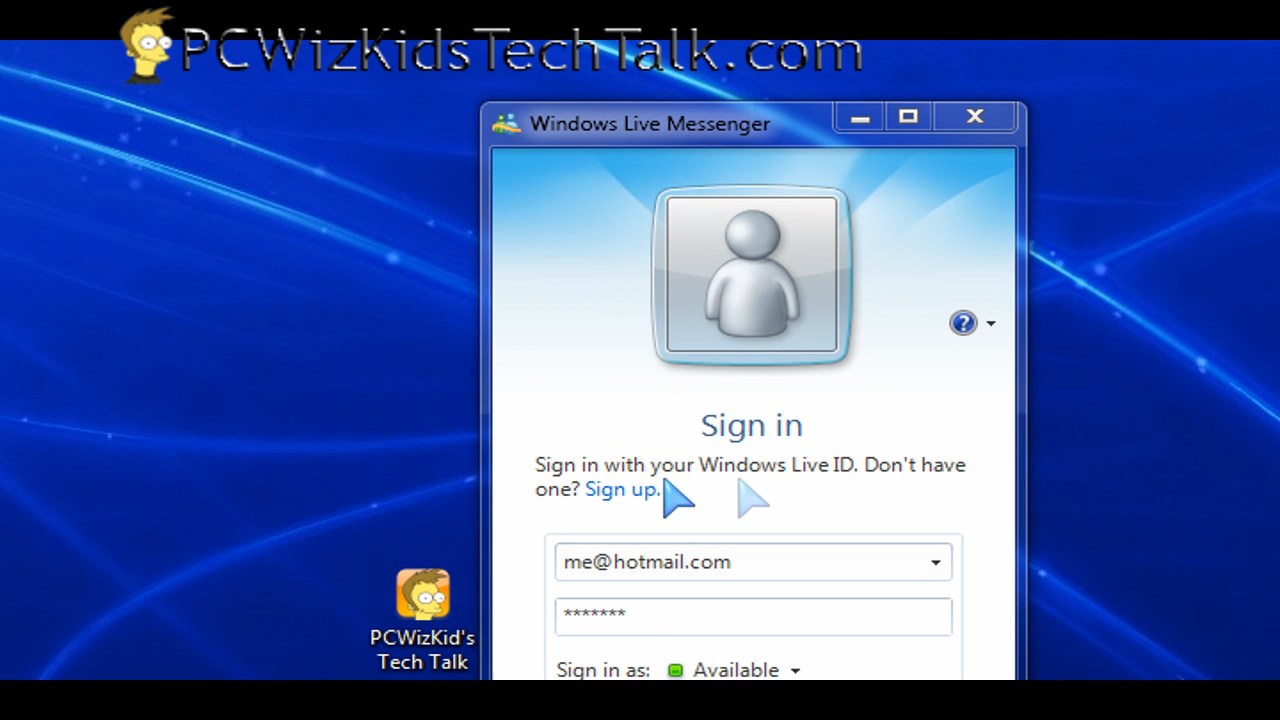 PCWizKidsTechTalk.com
Windows Live Messenger
Sign in
Sign in with your Windows Live ID. Don't have
one? Sign up.
me@hotmail.com
*******
Sign in as: Available
PCWizKid's
Tech Talk